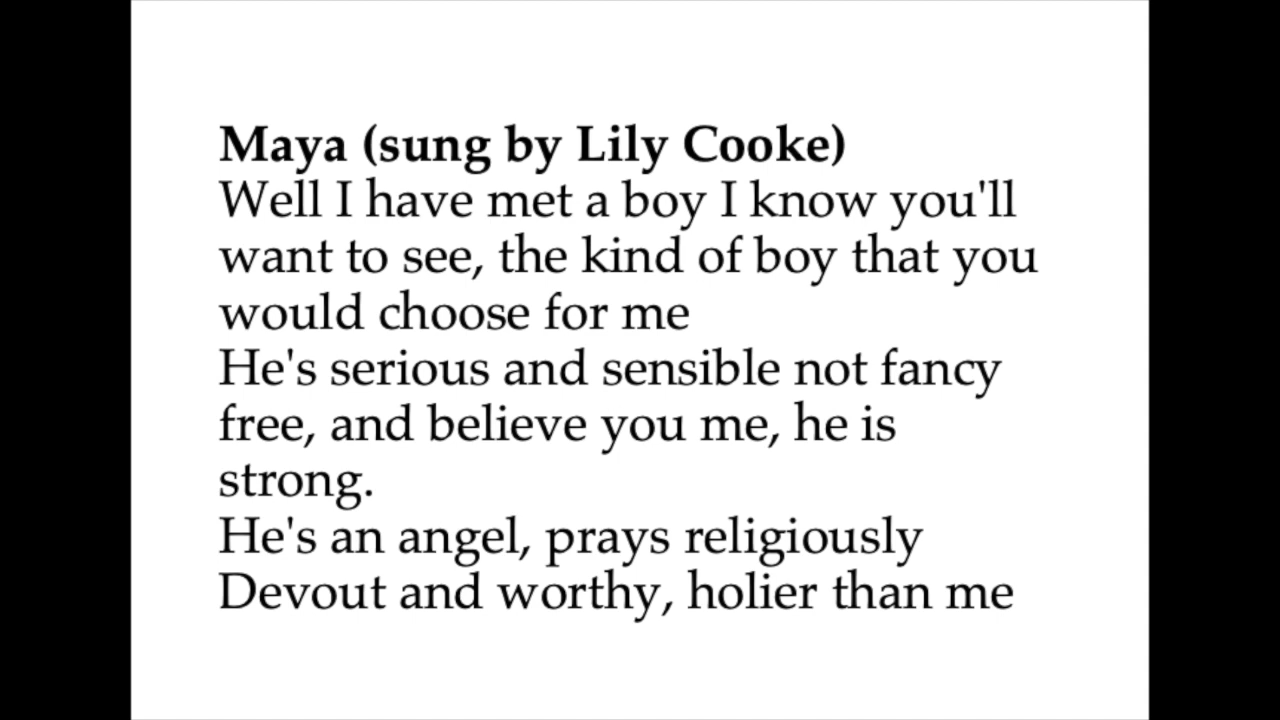 Maya (sung by Lily Cooke)
Well I have met a boy I know you'll
want to see, the kind of boy that you
would choose for me
He's serious and sensible not fancy
free, and believe you me, he is
strong.
He's an angel, prays religiously
Devout and worthy, holier than me